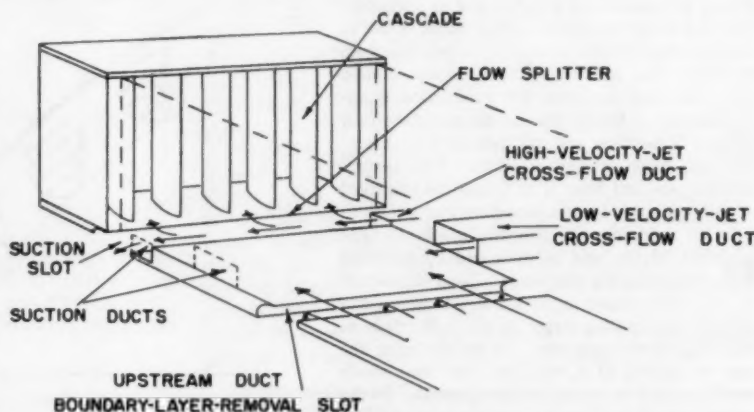 CASCADE
FLOW SPLITTER
HIGH-VELOCITY-JET
CROSS-FLOW DUCT
LOW-VELOCITY-JET
CROSS-FLOW DUCT
SUCTION
SLOT
SUCTION DUCTS
UPSTREAM DUCT
BOUNDARY-LAYER-REMOVAL SLOT